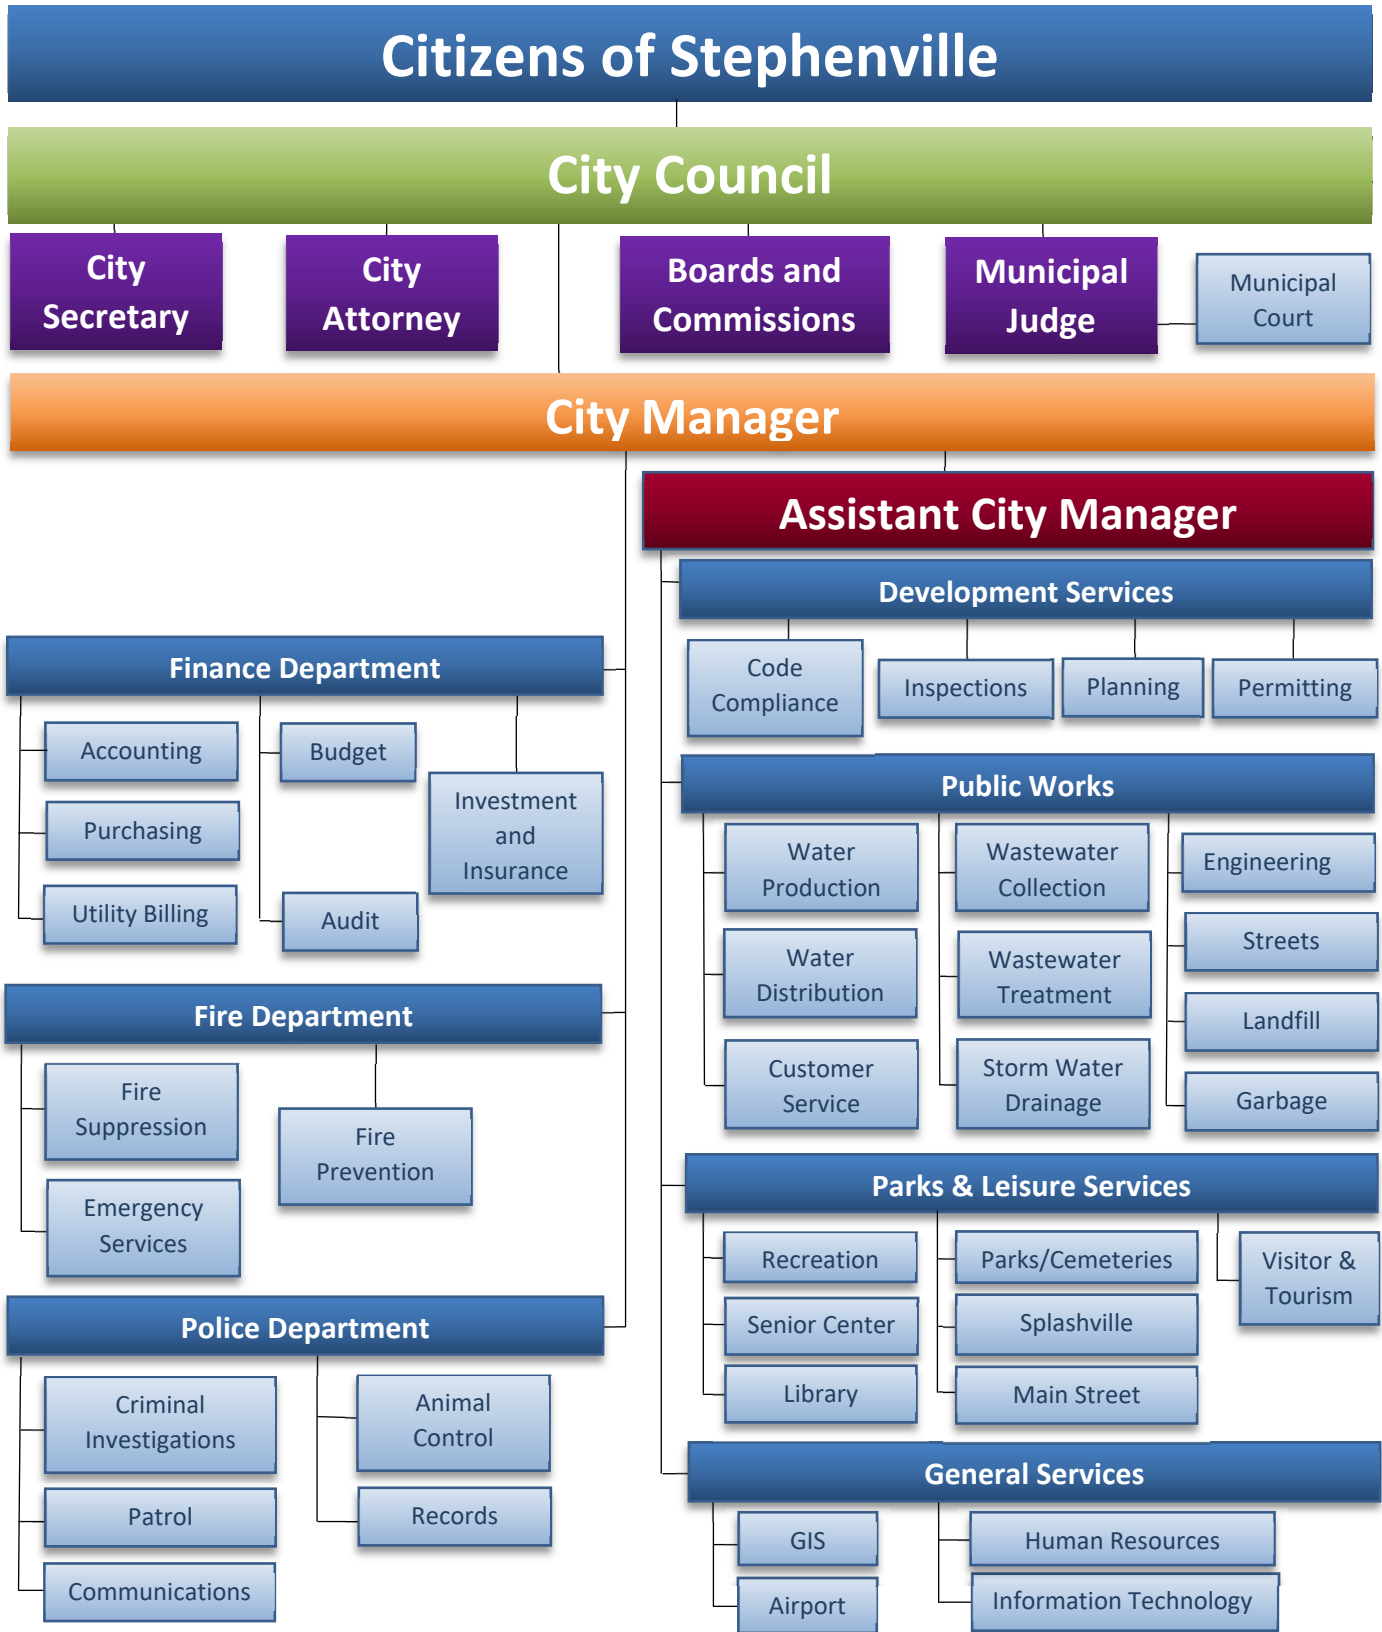 Citizens of Stephenville
City Council
City
Secretary
City
Attorney
Boards and
Commissions
Municipal
Judge
Municipal
Court
City Manager
Assistant City Manager
Finance Department
Accounting
Purchasing
Utility Billing
Budget
Audit
Investment
and
Insurance
Fire Department
Fire
Suppression
Emergency
Services
Fire
Prevention
Police Department
Criminal
Investigations
Patrol
Communications
Animal
Control
Records
Development Services
Code
Compliance
Inspections
Planning
Permitting
Public Works
Water
Production
Water
Distribution
Customer
Service
Wastewater
Collection
Wastewater
Treatment
Storm Water
Drainage
Engineering
Streets
Landfill
Garbage
Parks & Leisure Services
Recreation
Senior Center
Library
Parks/Cemeteries
Splashville
Main Street
Visitor &
Tourism
General Services
GIS
Airport
Human Resources
Information Technology